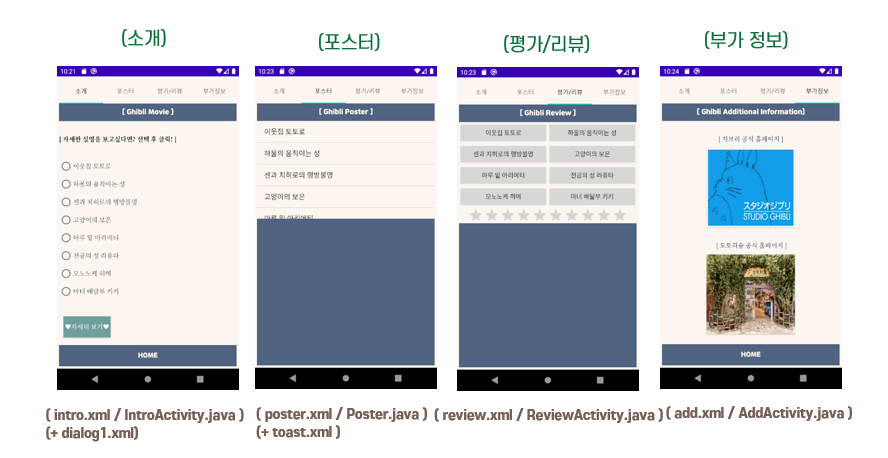 (소개)
(포스터)
(평가/리뷰)
(부가 정보)
10:21
소개 포스터 평가/리뷰 부가정보
[ Ghibli Movie ]
[ 자세한 설명을 보고싶다면? 선택 후 클릭! ]
이웃집 토토로
하울의 움직이는 성
센과 치히로의 행방불명
고양이의 보은
마루 밑 아리에티
천공의 성 라퓨타
모노노케 히메
마녀 배달부 키키
♥자세히 보기♥
HOME
10:23
소개 포스터 평가/리뷰 부가정보
[ Ghibli Poster ]
이웃집 토토로
하울의 움직이는 성
센과 치히로의 행방불명
고양이의 보은
마루 밑 아리에티
10:23
소개 포스터 평가/리뷰 부가정보
[ Ghibli Review ]
이웃집 토토로 하울의 움직이는 성
센과 치히로의 행방불명 고양이의 보은
마루 밑 아리에티 천공의 성 라퓨타
모노노케 히메 마녀 배달부 키키
10:24
소개 포스터 평가/리뷰 부가정보
[ Ghibli Additional Information]
[ 지브리 공식 홈페이지 ]
スタジオジブリ
STUDIO GHIBLI
[ 도토리숲 공식 홈페이지 ]
HOME
( intro.xml / IntroActivity.java )
(+ dialog1.xml)
( poster.xml / Poster.java )
(+ toast.xml )
( review.xml / ReviewActivity.java )
( add.xml / AddActivity.java )